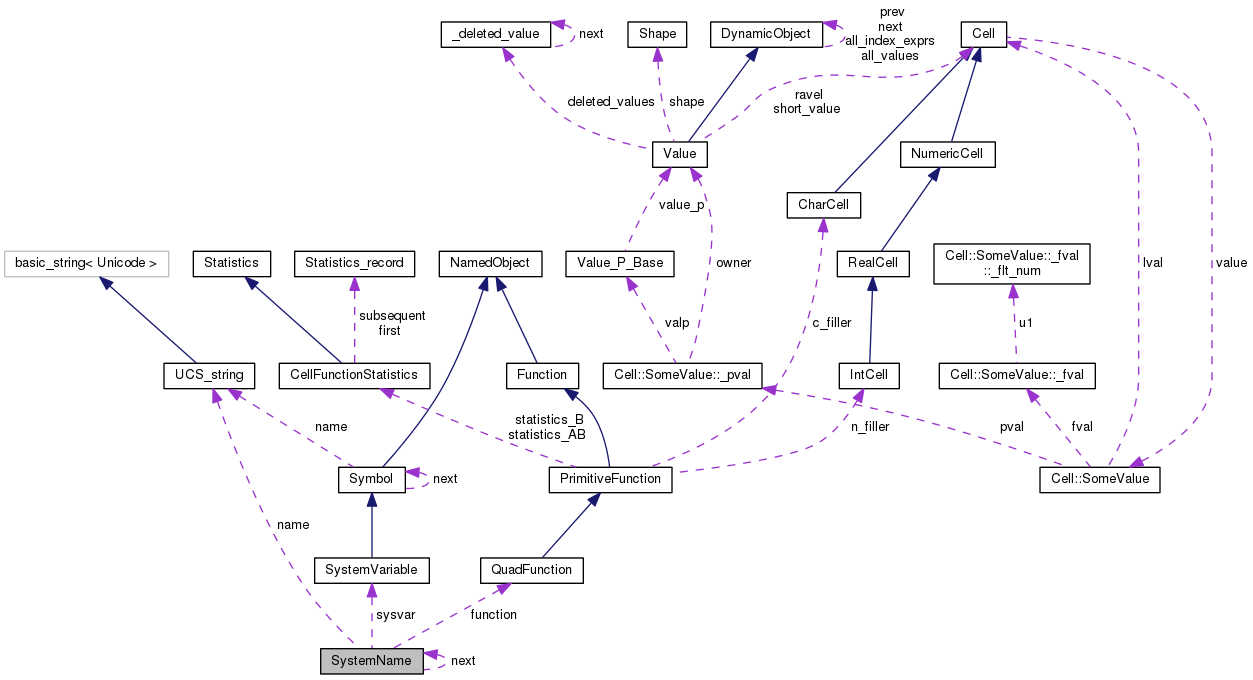 prev
next
all_index_exprs
all_values
_deleted_value
next
Shape
DynamicObject
Cell
deleted_values
shape
ravel
short_value
Value
NumericCell
value_p
CharCell
basic_string< Unicode >
Statistics
Statistics_record
NamedObject
Value_P_Base
owner
RealCell
Cell::SomeValue::_fval
::_flt_num
lval
value
subsequent
first
valp
c_filler
u1
UCS_string
CellFunctionStatistics
Function
Cell::SomeValue::_pval
IntCell
Cell::SomeValue::_fval
name
statistics_B
statistics_AB
n_filler
pval
fval
Symbol
next
PrimitiveFunction
Cell::SomeValue
name
SystemVariable
QuadFunction
sysvar
function
SystemName
next